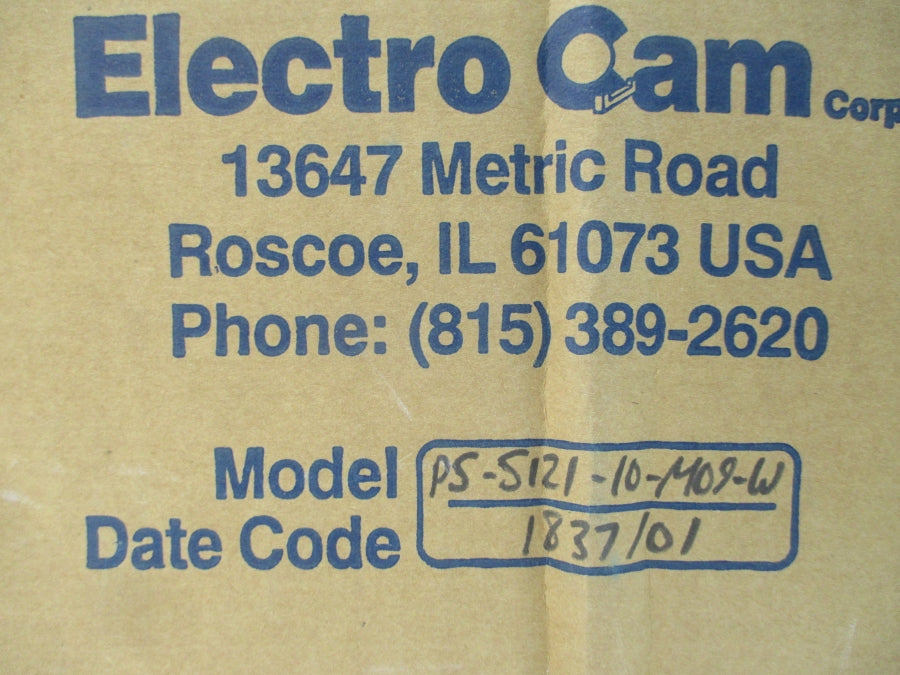 Electro Cam Corp
13647 Metric Road
Roscoe, IL 61073 USA
Phone: (815) 389-2620
Model PS-5121-10-M09-W
Date Code 1837/01